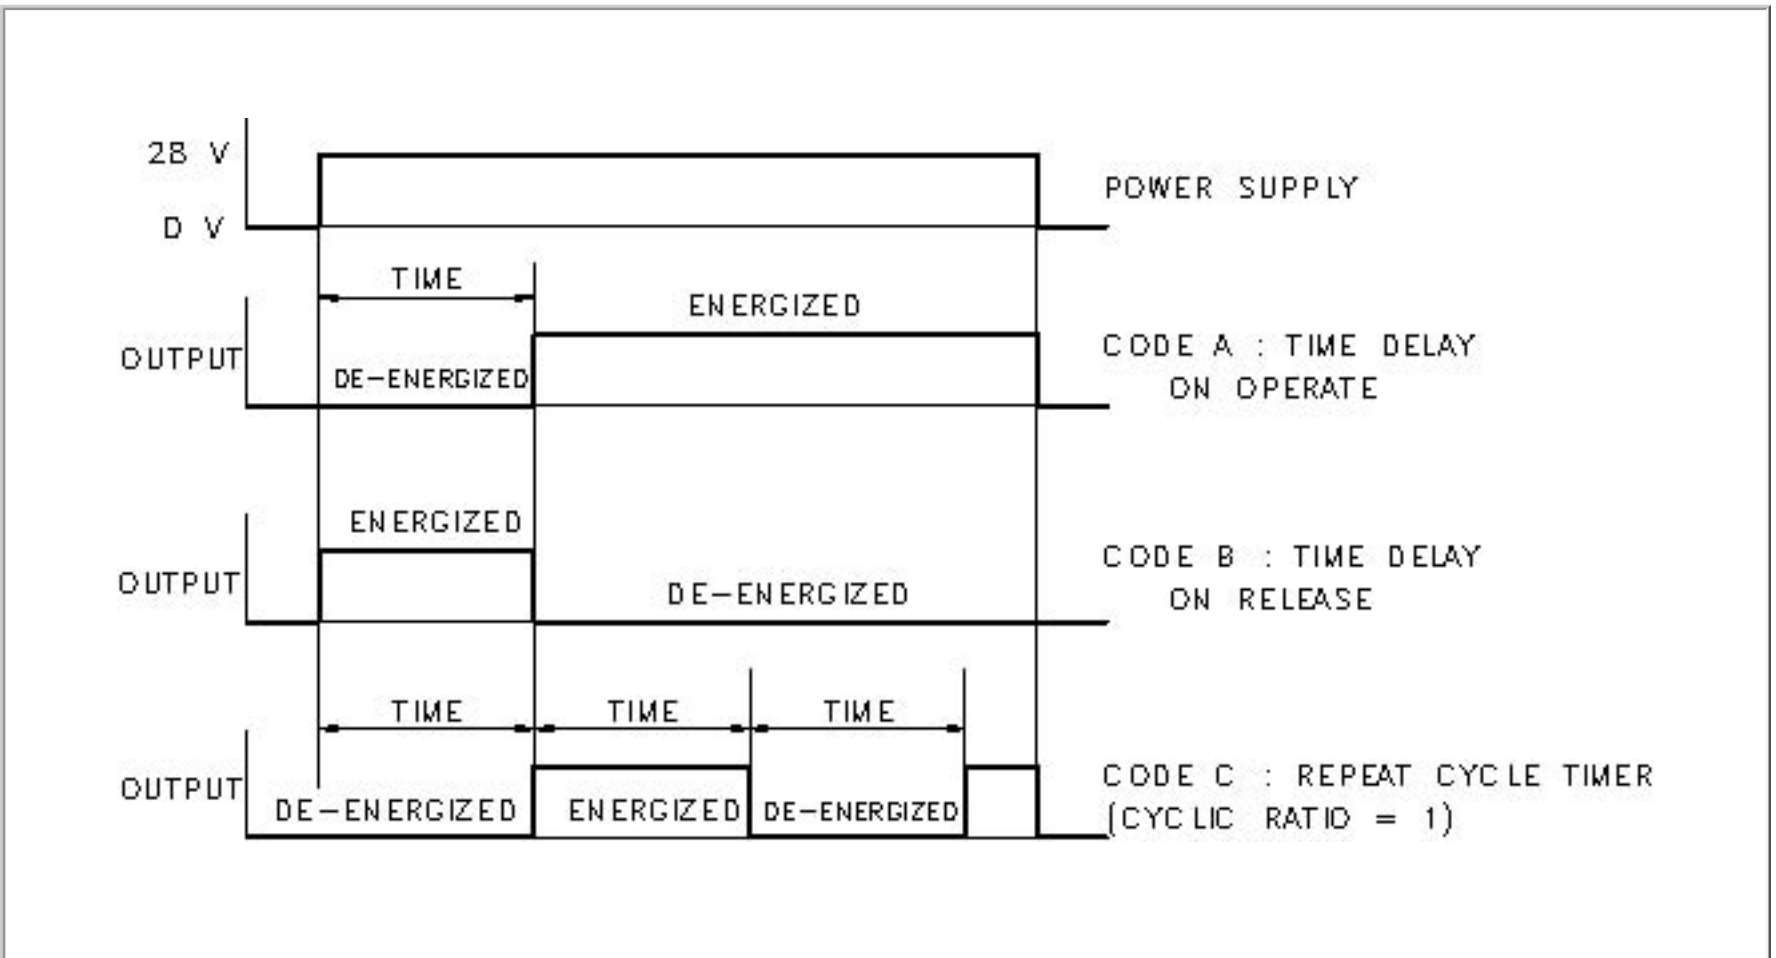 28 V
POWER SUPPLY
0 V
TIME
ENERGIZED
OUTPUT
DE-ENERGIZED
CODE A : TIME DELAY
ON OPERATE
ENERGIZED
OUTPUT
DE-ENERGIZED
CODE B : TIME DELAY
ON RELEASE
TIME
TIME
TIME
OUTPUT
DE-ENERGIZED
ENERGIZED
DE-ENERGIZED
CODE C : REPEAT CYCLE TIMER
(CYCLIC RATIO = 1)